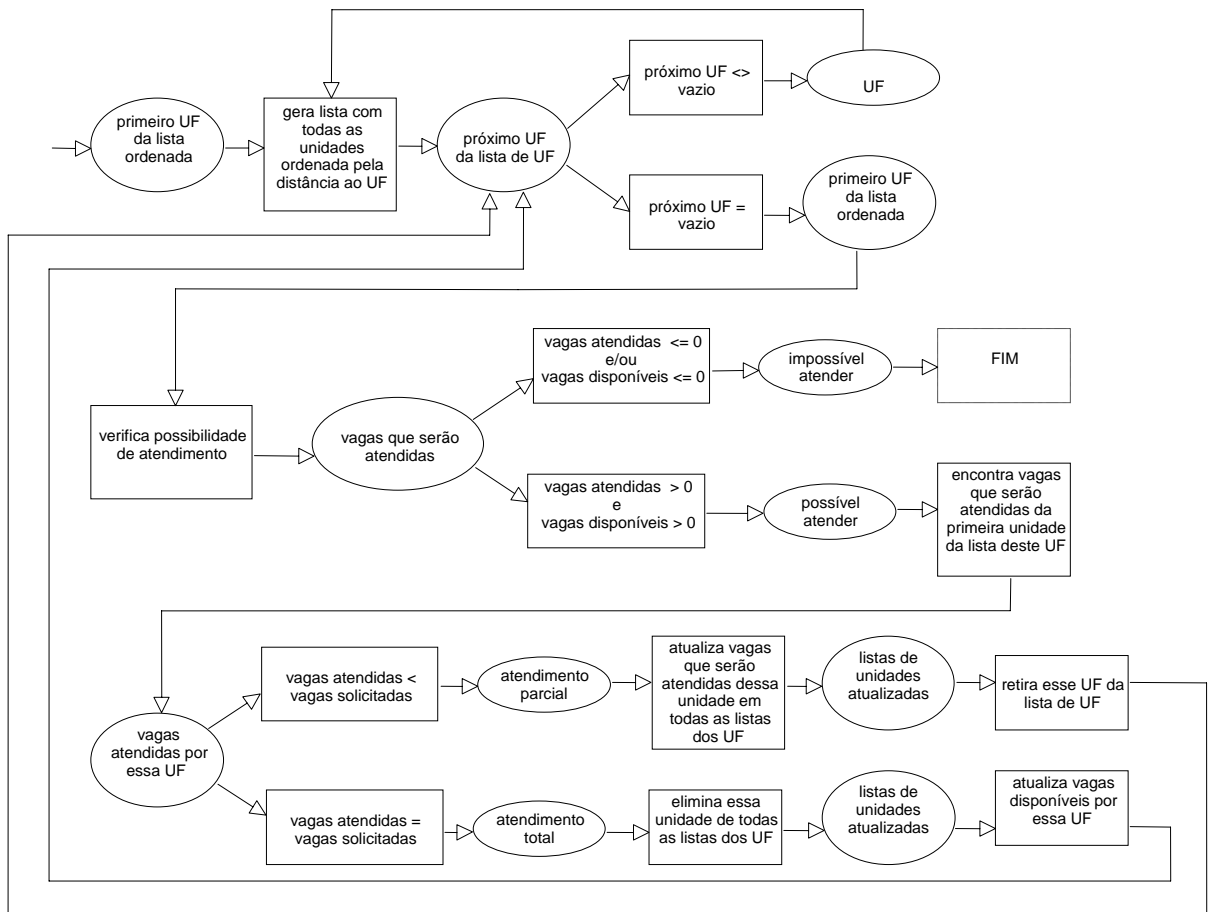 primeiro UF
da lista
ordenada
gera lista com
todas as
unidades
ordenada pela
distância ao UF
próximo UF
da lista de UF
próximo UF <>
vazio
UF
próximo UF =
vazio
primeiro UF
da lista
ordenada
verifica possibilidade
de atendimento
vagas que serão
atendidas
vagas atendidas <= 0
e/ou
vagas disponíveis <= 0
impossível
atender
FIM
vagas atendidas > 0
e
vagas disponíveis > 0
possível
atender
encontra vagas
que serão
atendidas da
primeira unidade
da lista deste UF
vagas
atendidas por
essa UF
vagas atendidas <
vagas solicitadas
atendimento
parcial
atualiza vagas
que serão
atendidas dessa
unidade em
todas as listas
dos UF
listas de
unidades
atualizadas
retira esse UF da
lista de UF
vagas atendidas =
vagas solicitadas
atendimento
total
elimina essa
unidade de todas
as listas dos UF
listas de
unidades
atualizadas
atualiza vagas
disponíveis por
essa UF